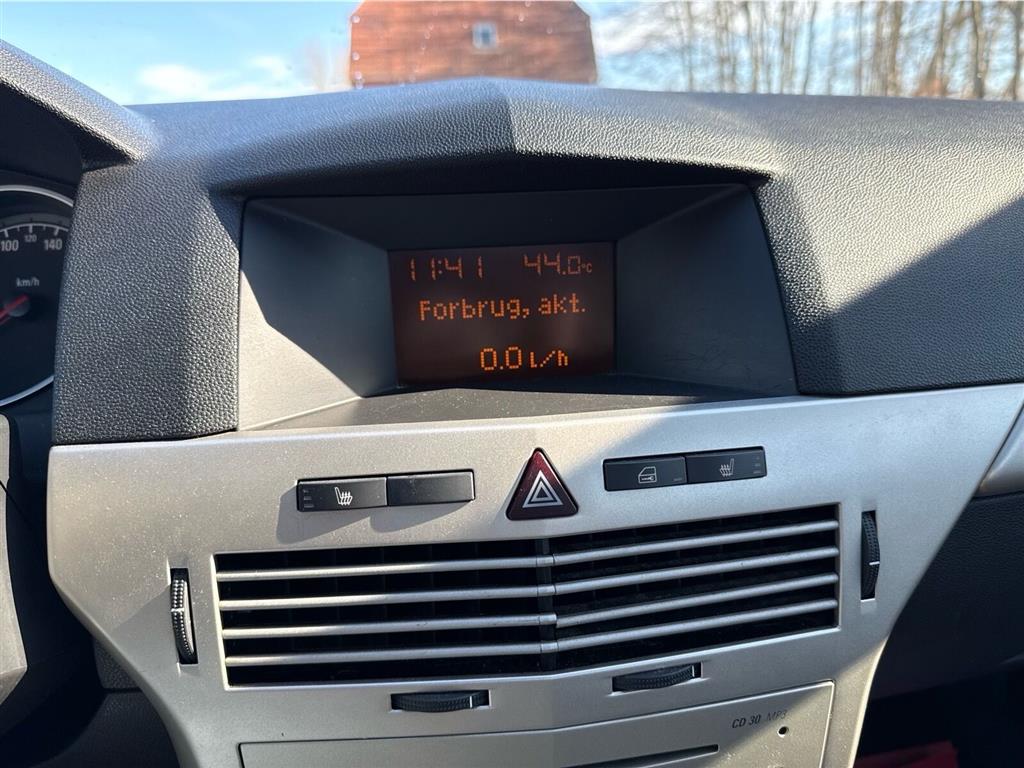 11:41 44.0°C
Forbrug, akt.
0.0 l/h
100 120 140
km/h
CD 30 MP3